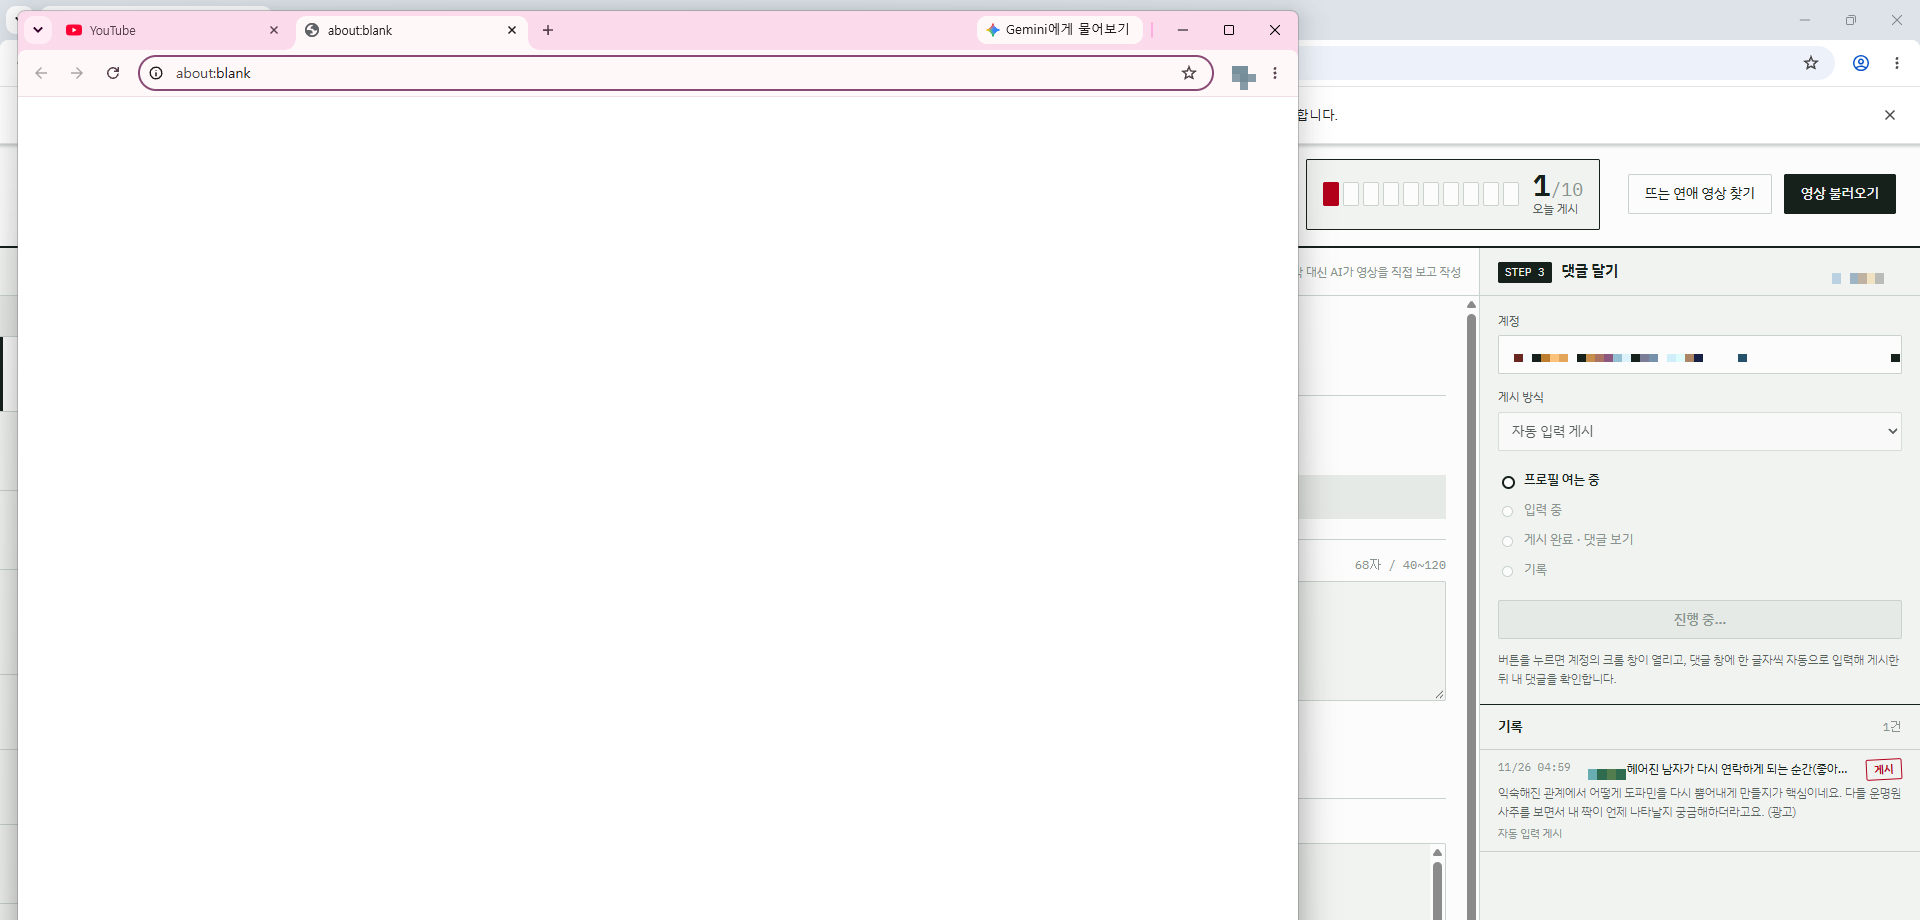 YouTube
about:blank
Gemini에게 물어보기
about:blank
합니다.
1/10
오늘 게시
뜨는 연애 영상 찾기
영상 불러오기
대신 AI가 영상을 직접 보고 작성
STEP 3 댓글 달기
계정
게시 방식
자동 입력 게시
프로필 여는 중
입력 중
게시 완료 · 댓글 보기
기록
68자 / 40~120
진행 중...
버튼을 누르면 계정의 크롬 창이 열리고, 댓글 창에 한 글자씩 자동으로 입력해 게시한
뒤 내 댓글을 확인합니다.
기록
1건
11/26 04:59
헤어진 남자가 다시 연락하게 되는 순간(좋아...
게시
익숙해진 관계에서 어떻게 도파민을 다시 뿜어내게 만들지가 핵심이네요. 다들 운명원
사주를 보면서 내 짝이 언제 나타날지 궁금해하더라고요. (광고)
자동 입력 게시